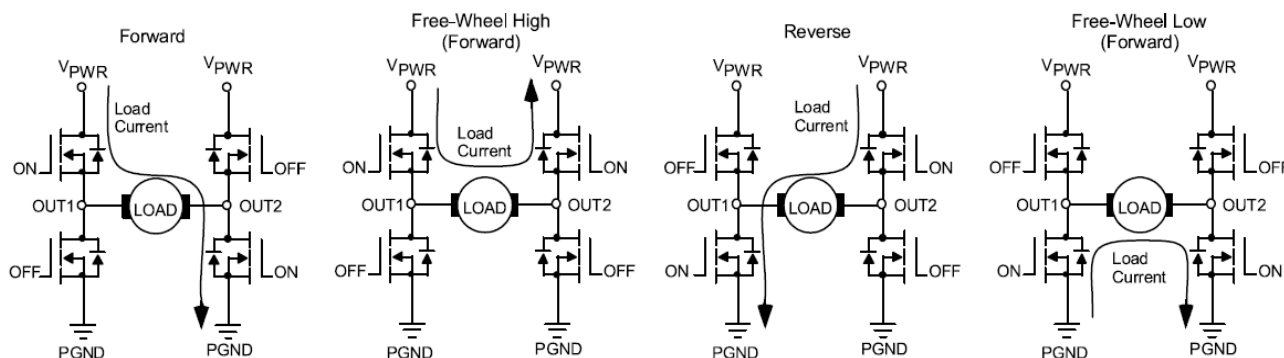 Forward
VPWR
VPWR
Load
Current
ON
OFF
OUT1
LOAD
OUT2
OFF
ON
PGND
PGND
Free-Wheel High
(Forward)
VPWR
VPWR
Load
Current
ON
ON
OUT1
LOAD
OUT2
OFF
OFF
PGND
PGND
Reverse
VPWR
VPWR
Load
Current
OFF
ON
OUT1
LOAD
OUT2
ON
OFF
PGND
PGND
Free-Wheel Low
(Forward)
VPWR
VPWR
OFF
OFI
OUT1
LOAD
OUT2
ON
Load
Current
ON
PGND
PGND